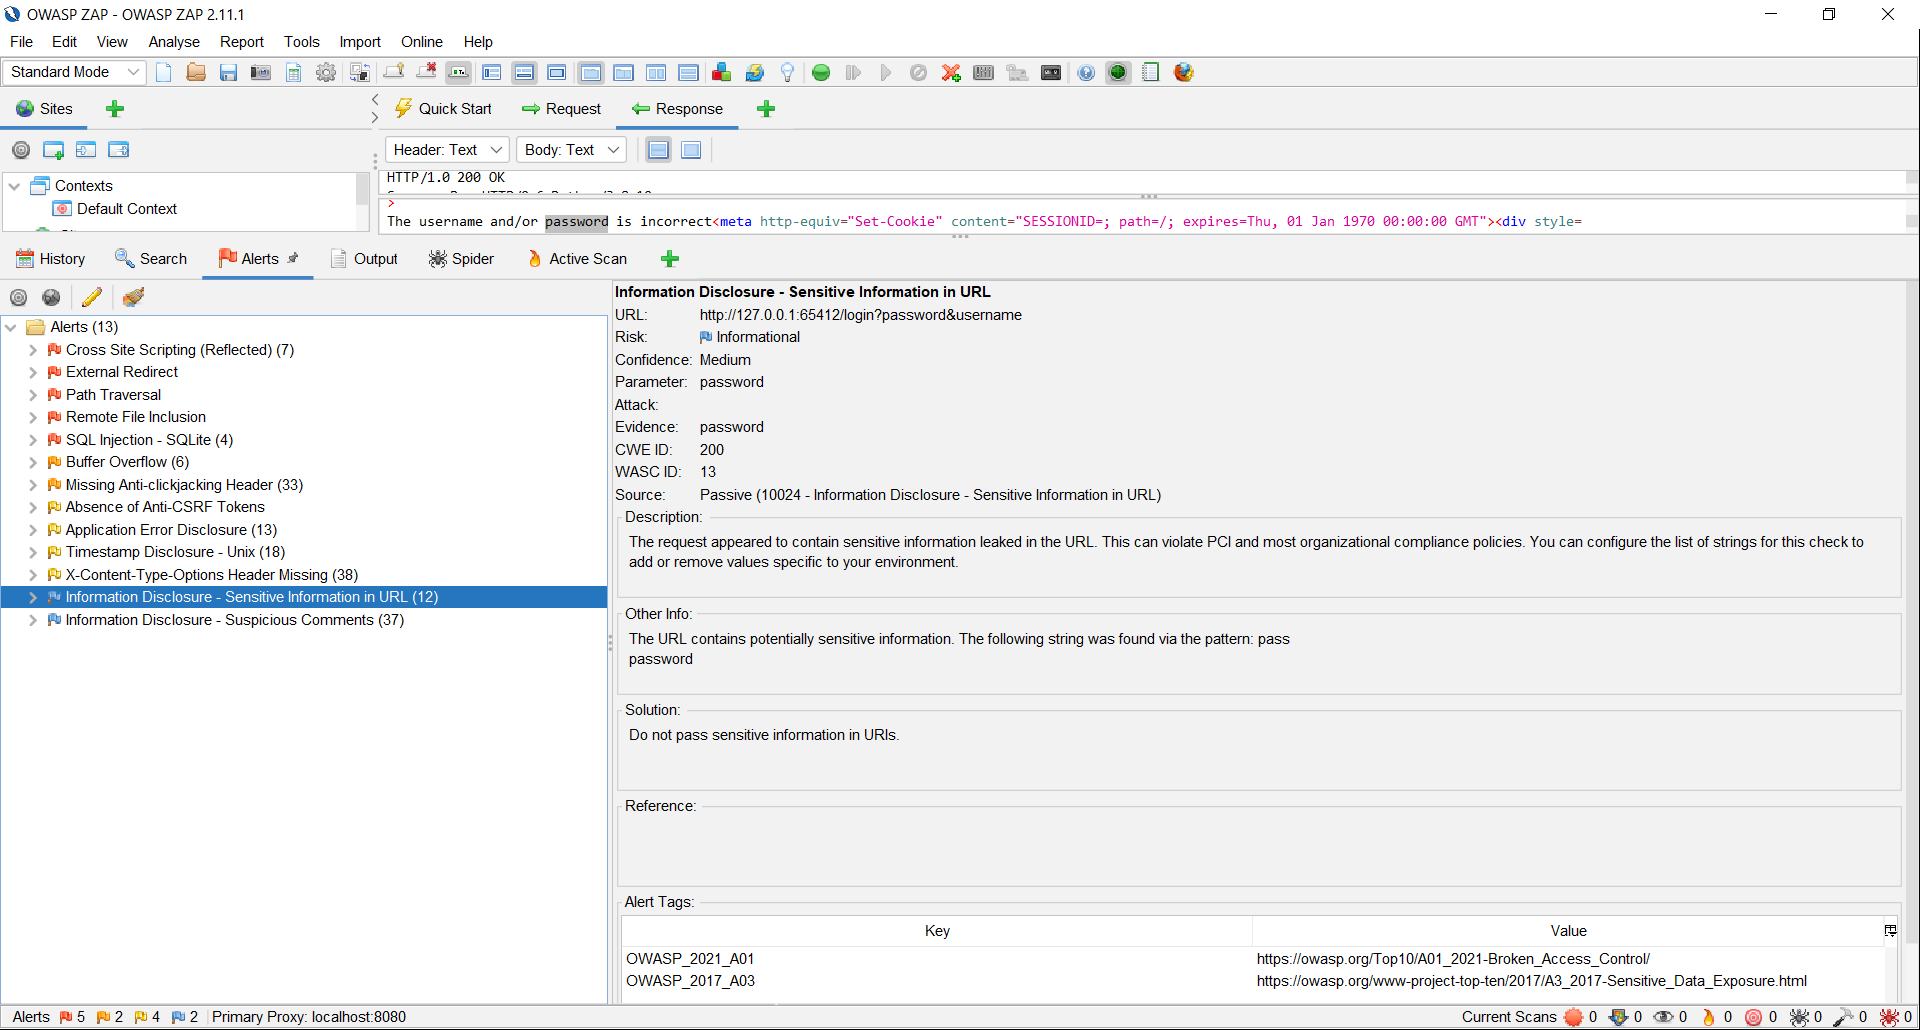 OWASP ZAP - OWASP ZAP 2.11.1
File Edit View Analyse Report Tools Import Online Help
Standard Mode
Sites
Quick Start Request Response
Header: Text Body: Text
Contexts
Default Context
HTTP/1.0 200 OK
>
The username and/or password is incorrect<meta http-equiv="Set-Cookie" content="SESSIONID=; path=/; expires=Thu, 01 Jan 1970 00:00:00 GMT"><div style=
History Search Alerts Output Spider Active Scan
Alerts (13)
Cross Site Scripting (Reflected) (7)
External Redirect
Path Traversal
Remote File Inclusion
SQL Injection - SQLite (4)
Buffer Overflow (6)
Missing Anti-clickjacking Header (33)
Absence of Anti-CSRF Tokens
Application Error Disclosure (13)
Timestamp Disclosure - Unix (18)
X-Content-Type-Options Header Missing (38)
Information Disclosure - Sensitive Information in URL (12)
Information Disclosure - Suspicious Comments (37)
Information Disclosure - Sensitive Information in URL
URL: http://127.0.0.1:65412/login?password&username
Risk: Informational
Confidence: Medium
Parameter: password
Attack:
Evidence: password
CWE ID: 200
WASC ID: 13
Source: Passive (10024 - Information Disclosure - Sensitive Information in URL)
Description:
The request appeared to contain sensitive information leaked in the URL. This can violate PCI and most organizational compliance policies. You can configure the list of strings for this check to
add or remove values specific to your environment.
Other Info:
The URL contains potentially sensitive information. The following string was found via the pattern: pass
password
Solution:
Do not pass sensitive information in URIs.
Reference:
Alert Tags:
Key Value
OWASP_2021_A01 https://owasp.org/Top10/A01_2021-Broken_Access_Control/
OWASP_2017_A03 https://owasp.org/www-project-top-ten/2017/A3_2017-Sensitive_Data_Exposure.html
Alerts 5 2 4 2 Primary Proxy: localhost:8080
Current Scans 0 0 0 0 0 0 0 0